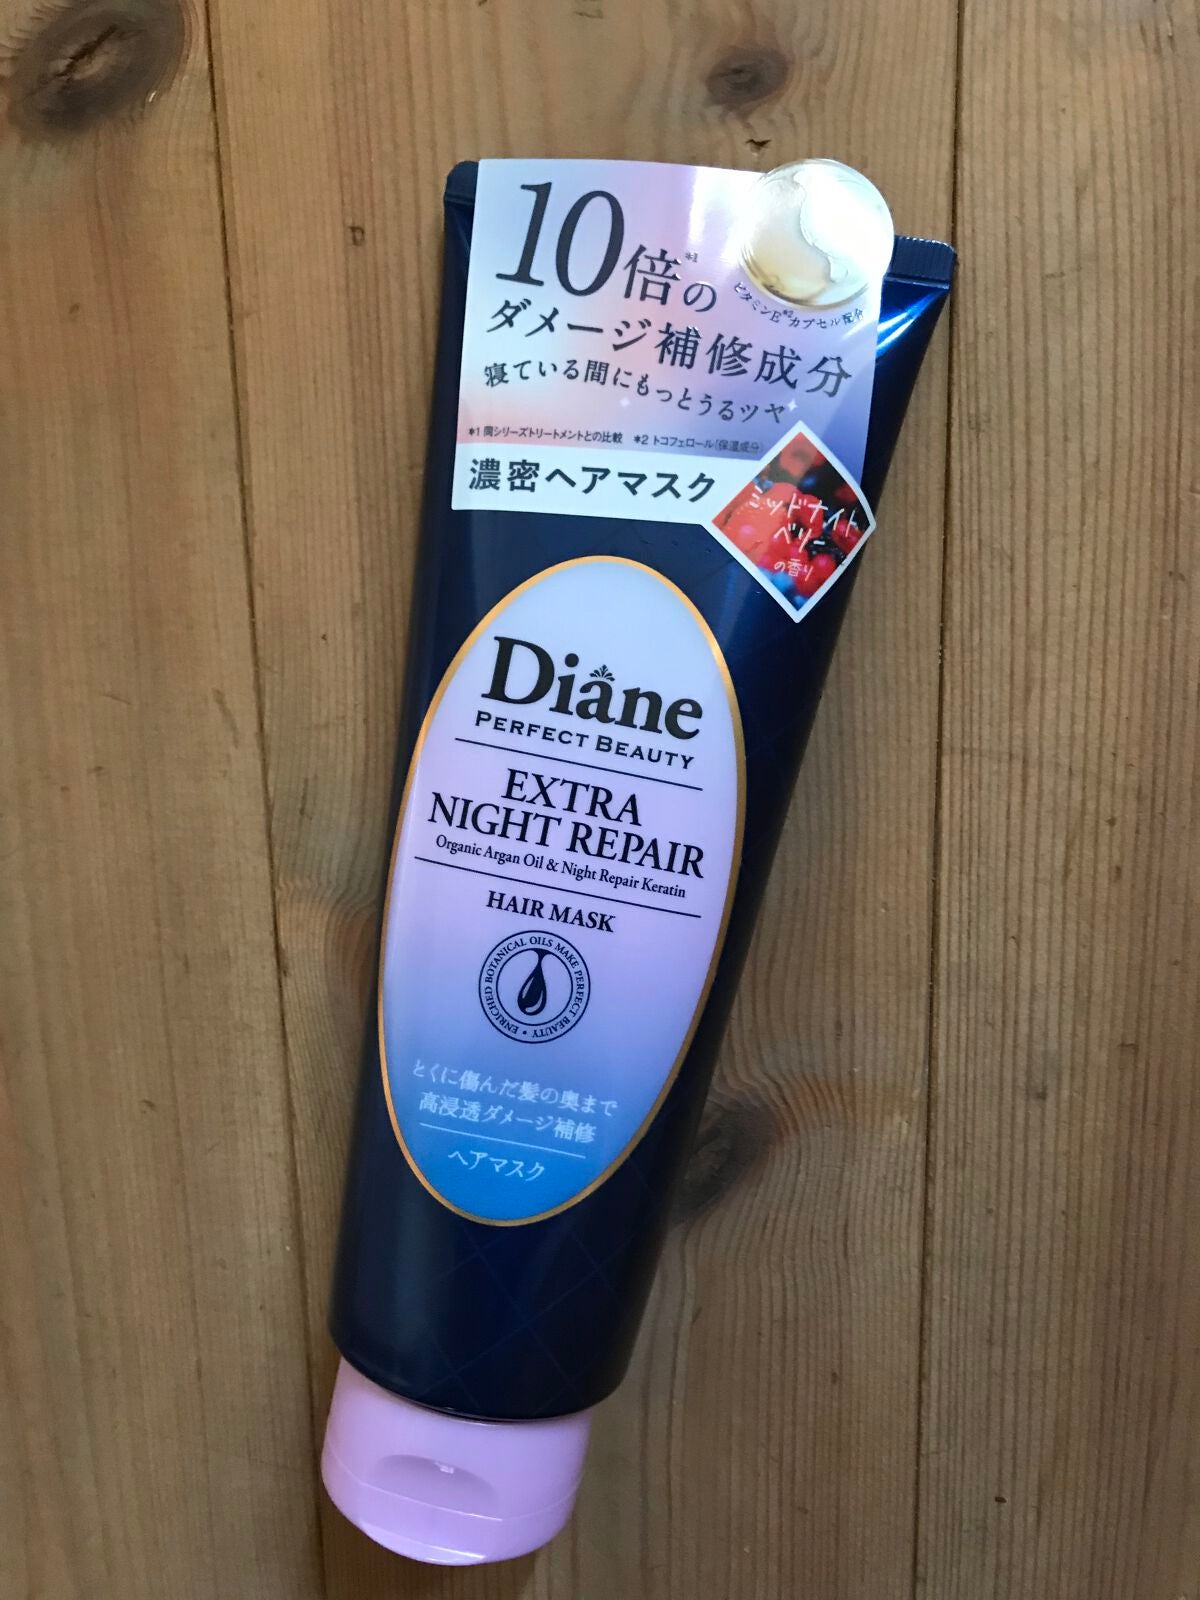 10倍*1の
ビタミンE*2カプセル配合
ダメージ補修成分
寝ている間にもっとうるツヤ
*1 同シリーズトリートメントとの比較 *2 トコフェロール(保湿成分)
濃密ヘアマスク
ミッドナイト
ベリー
の香り
Diane
PERFECT BEAUTY
EXTRA
NIGHT REPAIR
Organic Argan Oil & Night Repair Keratin
HAIR MASK
ENRICHED BOTANICAL OILS MAKE PERFECT BEAUTY •
とくに傷んだ髪の奥まで
高浸透ダメージ補修
ヘアマスク